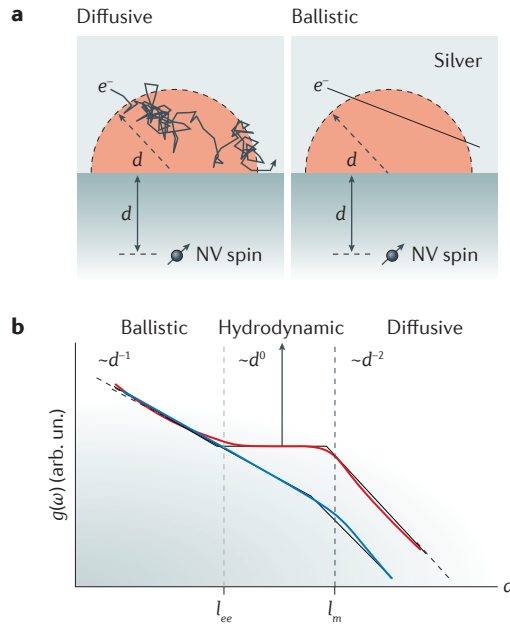 a
Diffusive
Ballistic
Silver
e⁻
e⁻
d
d
d
d
NV spin
NV spin
b
Ballistic
Hydrodynamic
Diffusive
~d⁻¹
~d⁰
~d⁻²
g(ω) (arb. un.)
l_ee
l_m